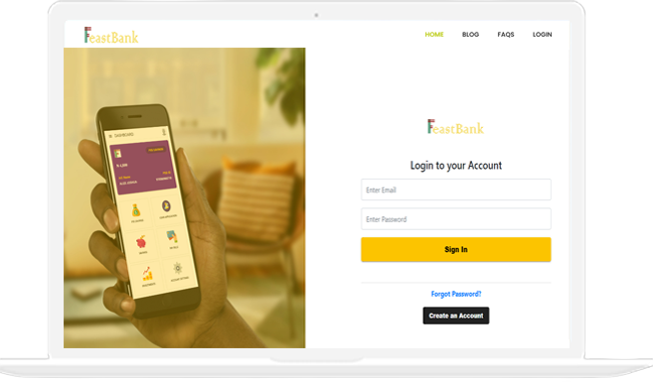 FeastBank
HOME BLOG FAQS LOGIN
DASHBOARD
FeastBank
Login to your Account
Enter Email
Enter Password
Sign In
Forgot Password?
Create an Account